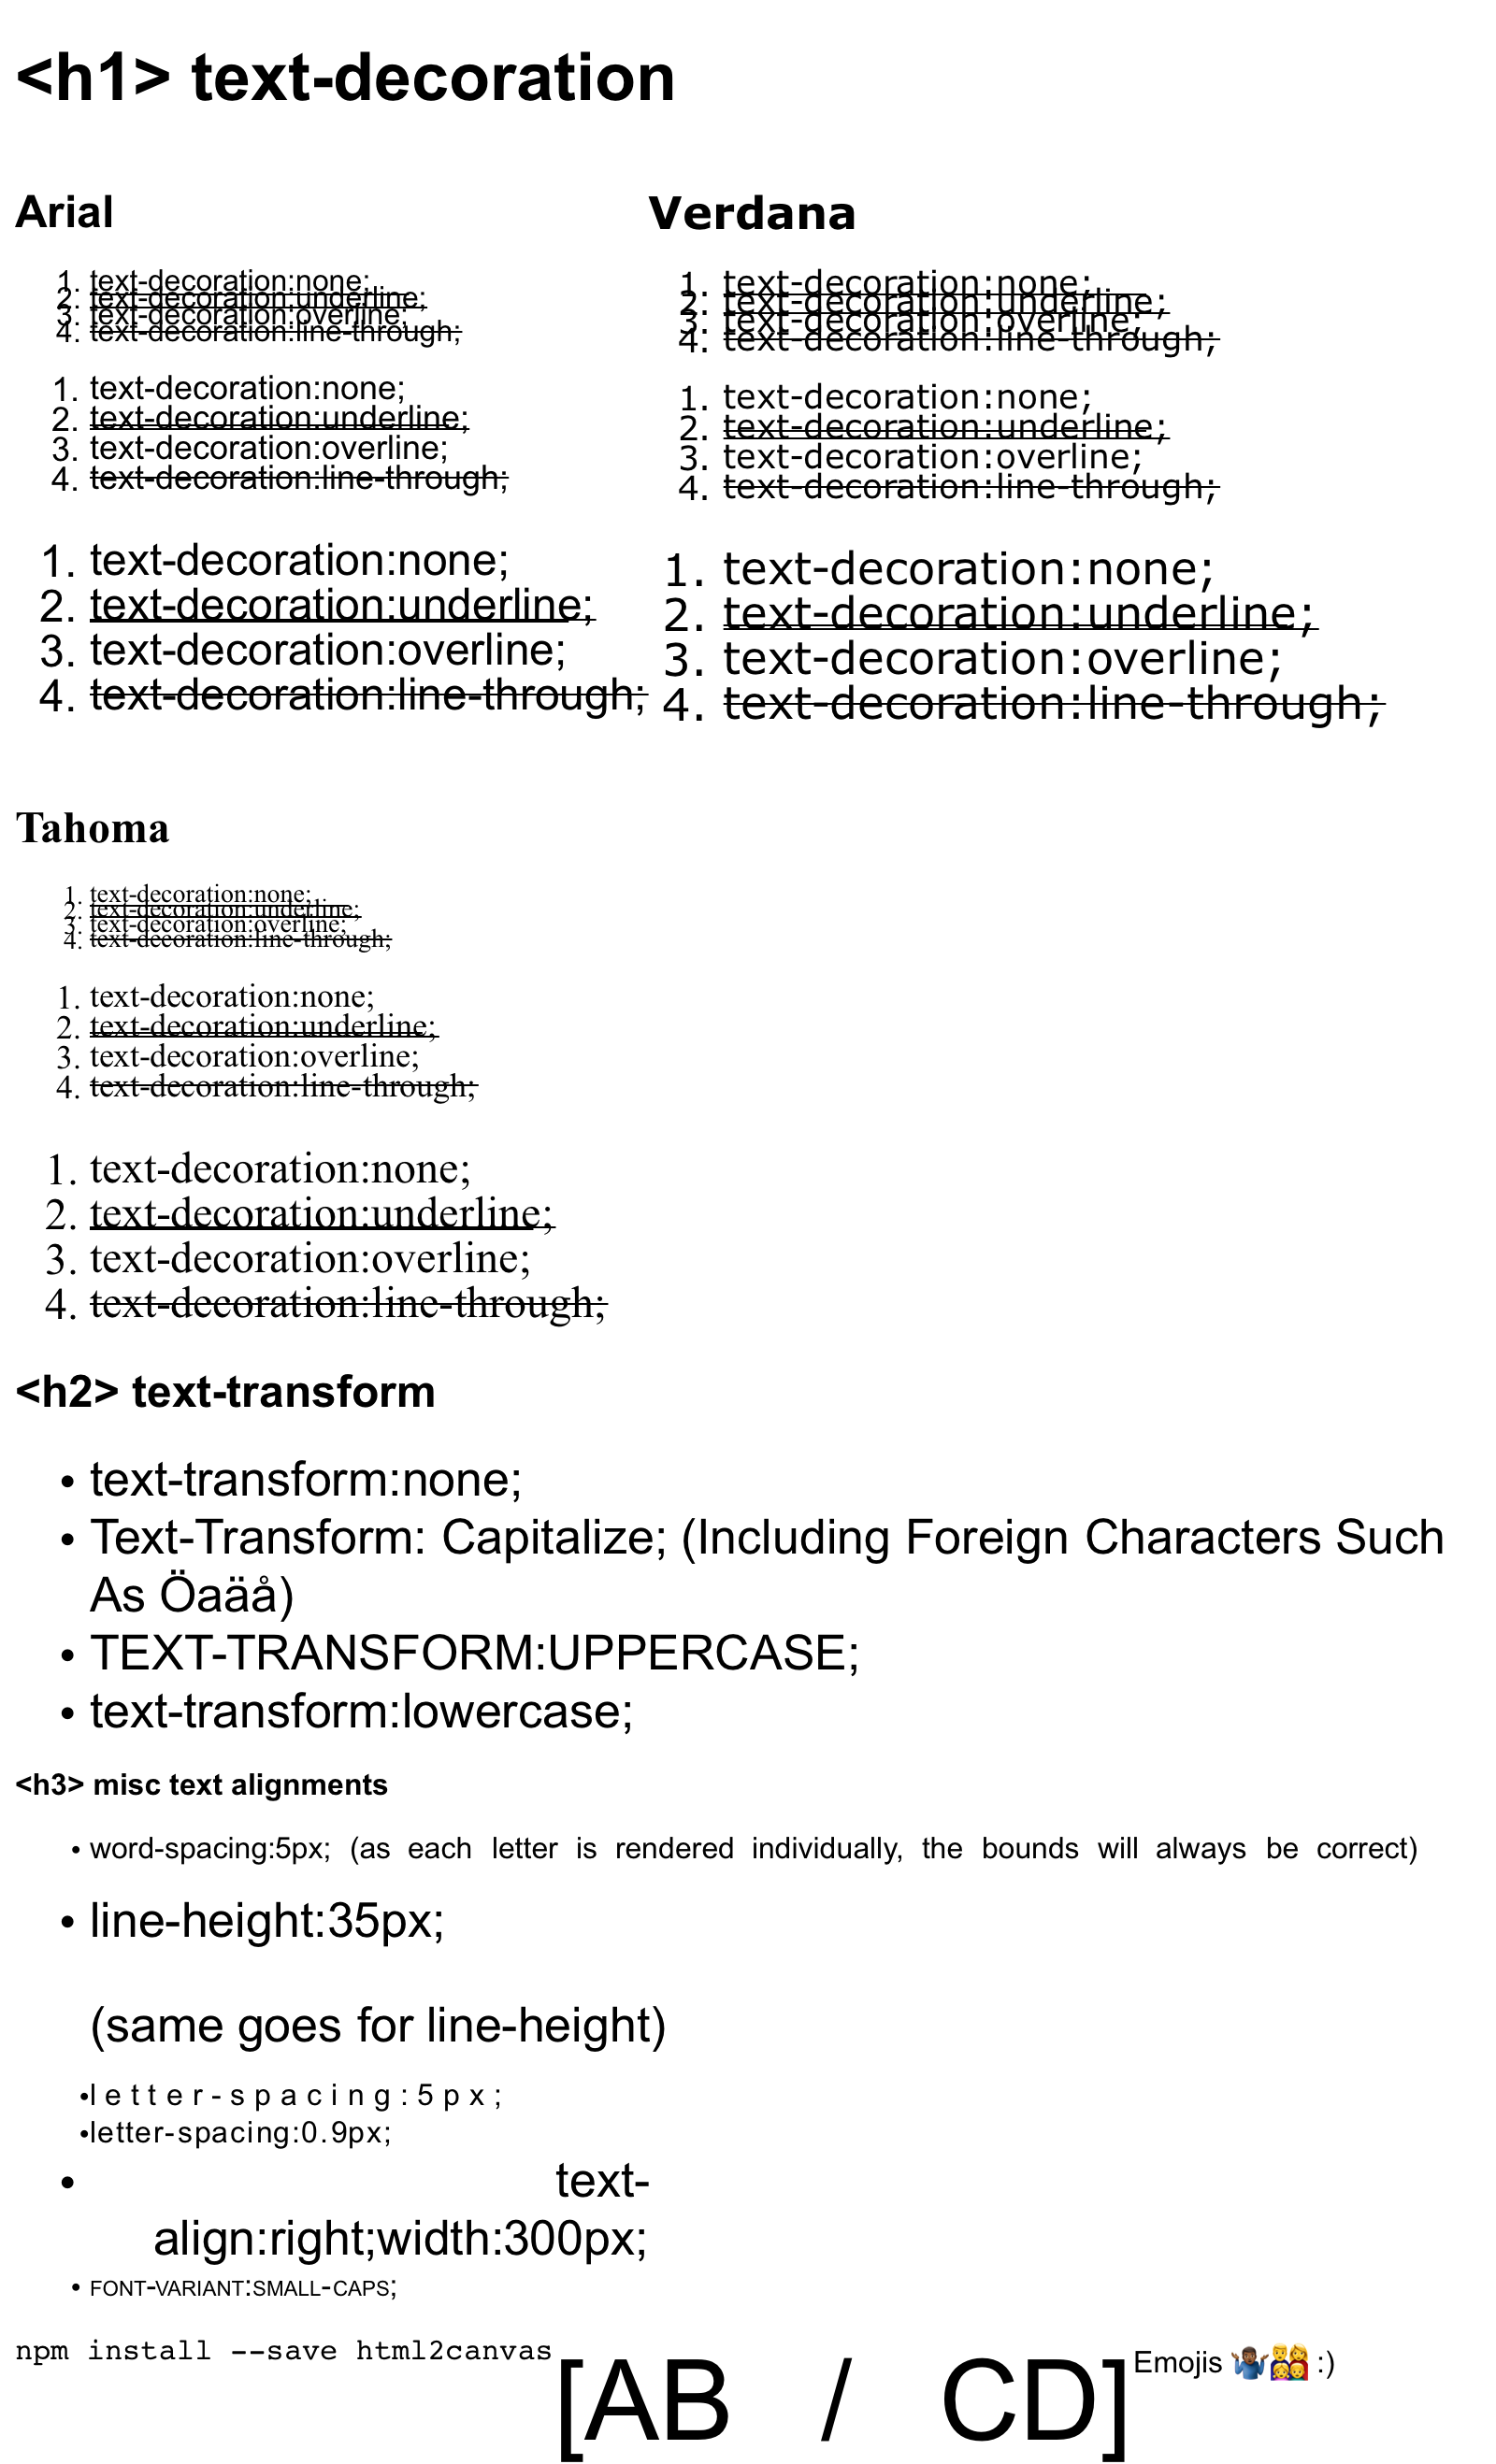 <h1> text-decoration
Arial
1. text-decoration:none;
2. text-decoration:underline;
3. text-decoration:overline;
4. text-decoration:line-through;
1. text-decoration:none;
2. text-decoration:underline;
3. text-decoration:overline;
4. text-decoration:line-through;
1. text-decoration:none;
2. text-decoration:underline;
3. text-decoration:overline;
4. text-decoration:line-through;
Verdana
1. text-decoration:none;
2. text-decoration:underline;
3. text-decoration:overline;
4. text-decoration:line-through;
1. text-decoration:none;
2. text-decoration:underline;
3. text-decoration:overline;
4. text-decoration:line-through;
1. text-decoration:none;
2. text-decoration:underline;
3. text-decoration:overline;
4. text-decoration:line-through;
Tahoma
1. text-decoration:none;
2. text-decoration:underline;
3. text-decoration:overline;
4. text-decoration:line-through;
1. text-decoration:none;
2. text-decoration:underline;
3. text-decoration:overline;
4. text-decoration:line-through;
1. text-decoration:none;
2. text-decoration:underline;
3. text-decoration:overline;
4. text-decoration:line-through;
<h2> text-transform
• text-transform:none;
• Text-Transform: Capitalize; (Including Foreign Characters Such
As Öaäå)
• TEXT-TRANSFORM:UPPERCASE;
• text-transform:lowercase;
<h3> misc text alignments
• word-spacing:5px; (as each letter is rendered individually, the bounds will always be correct)
• line-height:35px;
(same goes for line-height)
•letter-spacing:5px;
•letter-spacing:0.9px;
• text-
align:right;width:300px;
• FONT-VARIANT:SMALL-CAPS;
npm install --save html2canvas
[AB / CD]
Emojis 🤷🏾‍♂️👨‍👩‍👧‍👦 :)